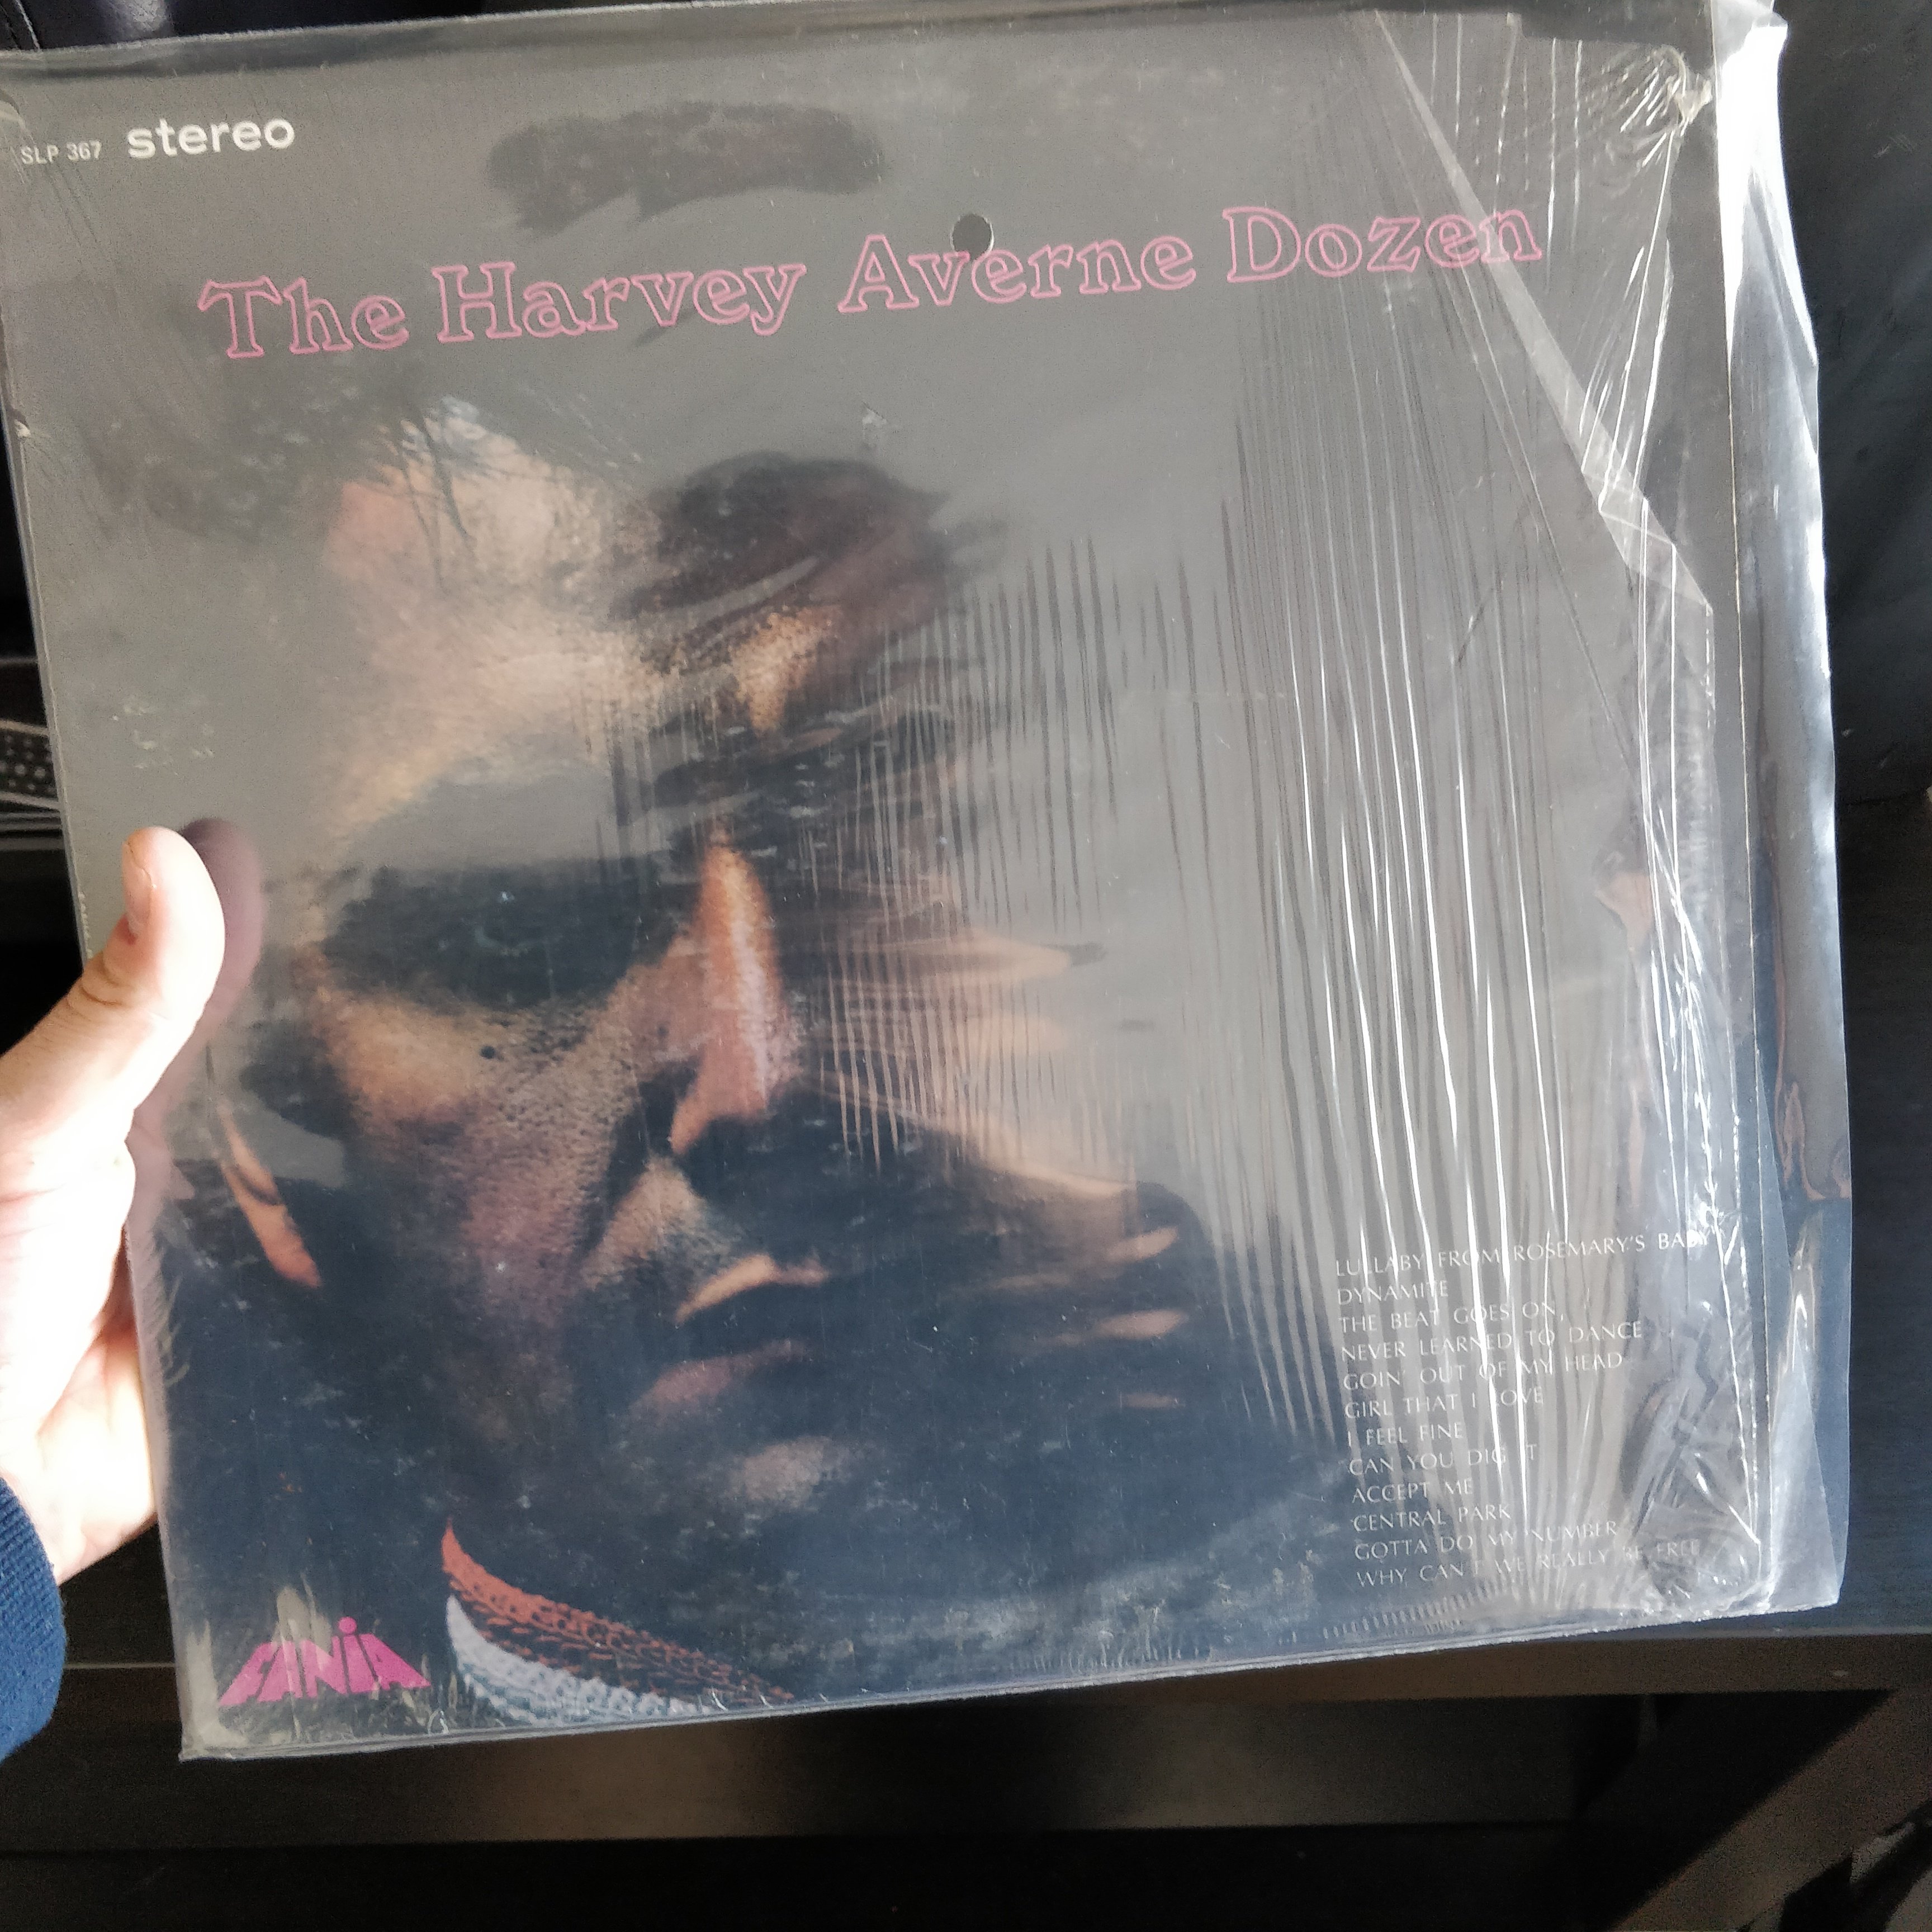 SLP 367 stereo
The Harvey Averne Dozen
LULLABY FROM ROSEMARY'S BABY
DYNAMITE
THE BEAT GOES ON,
NEVER LEARNED TO DANCE
GOIN' OUT OF MY HEAD
GIRL THAT I LOVE
I FEEL FINE
CAN YOU DIG IT
ACCEPT ME
CENTRAL PARK
GOTTA DO MY NUMBER
WHY CAN'T WE REALLY BE FREE
FANIA